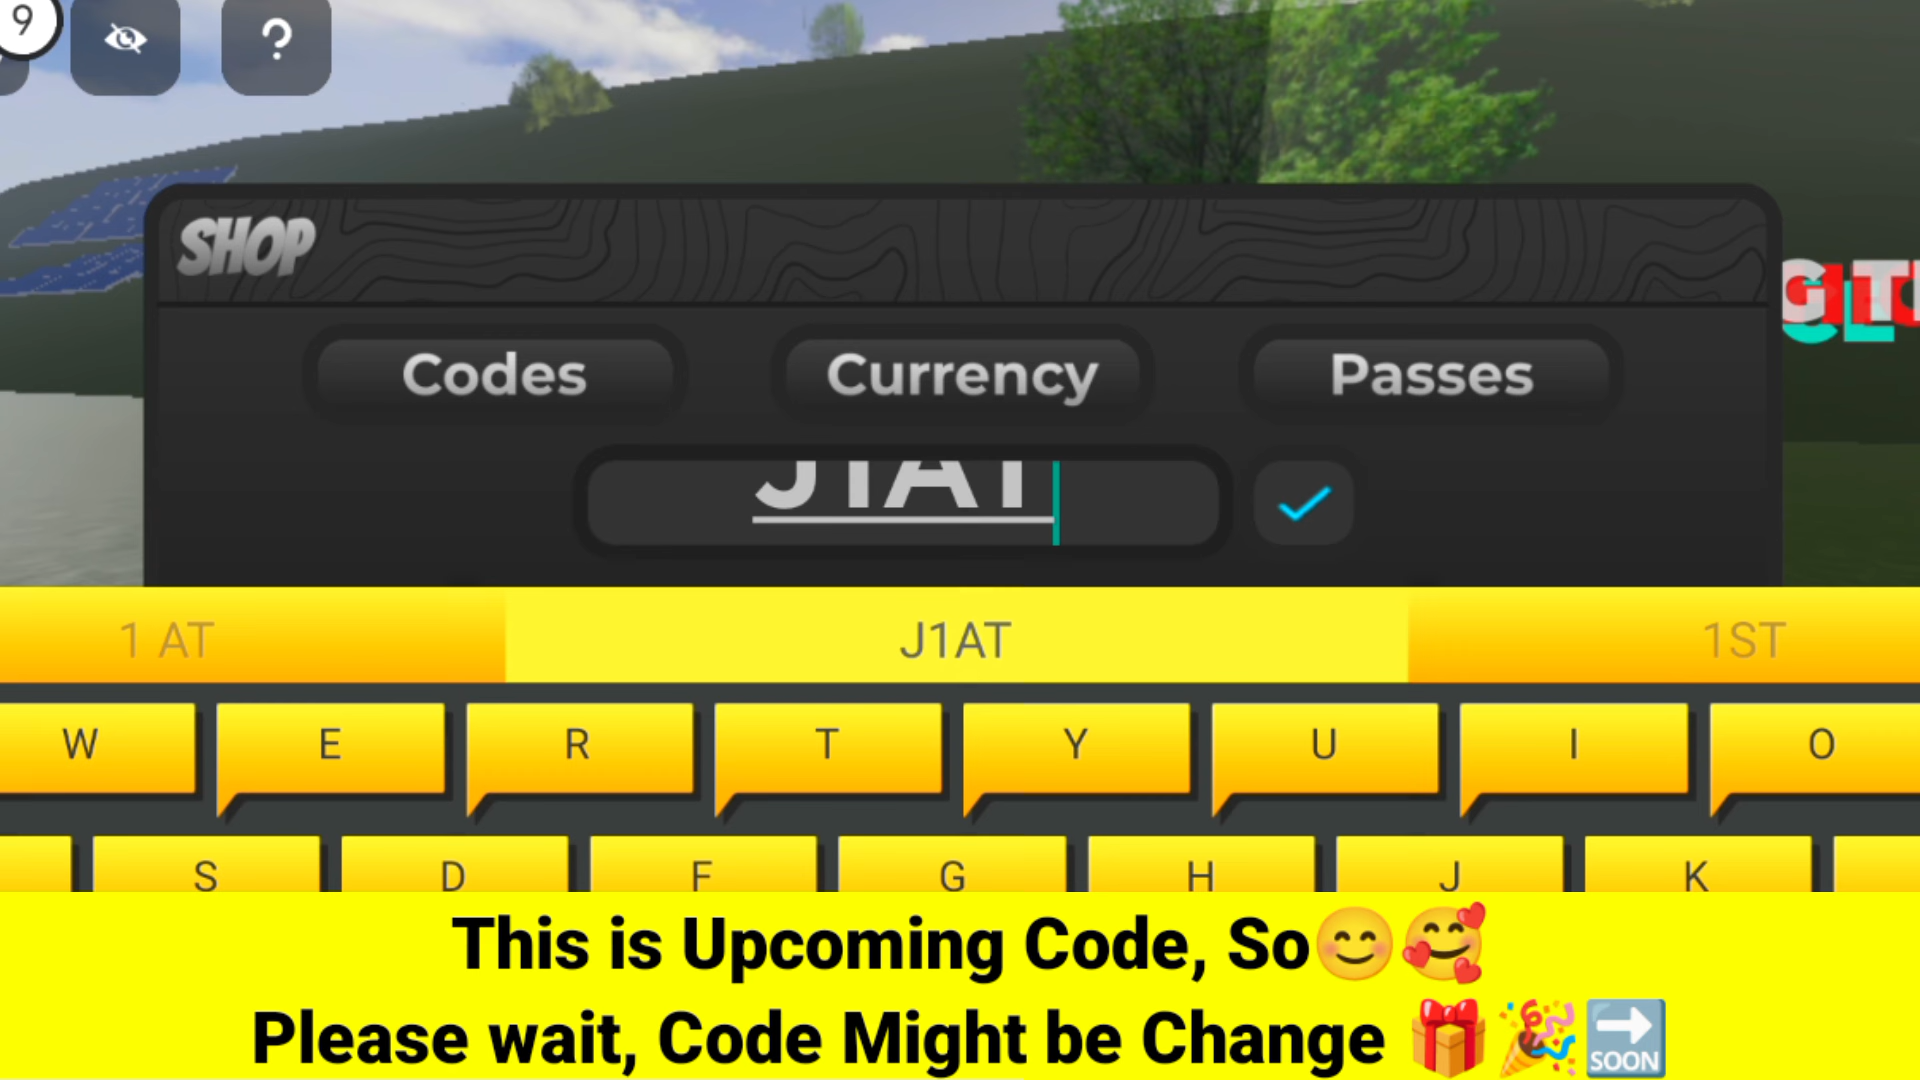 9
?
SHOP
Codes Currency Passes
J1AT
1 AT J1AT 1ST
W E R T Y U I O
S D F G H J K
This is Upcoming Code, So😊🥰
Please wait, Code Might be Change 🎁🎉🔜